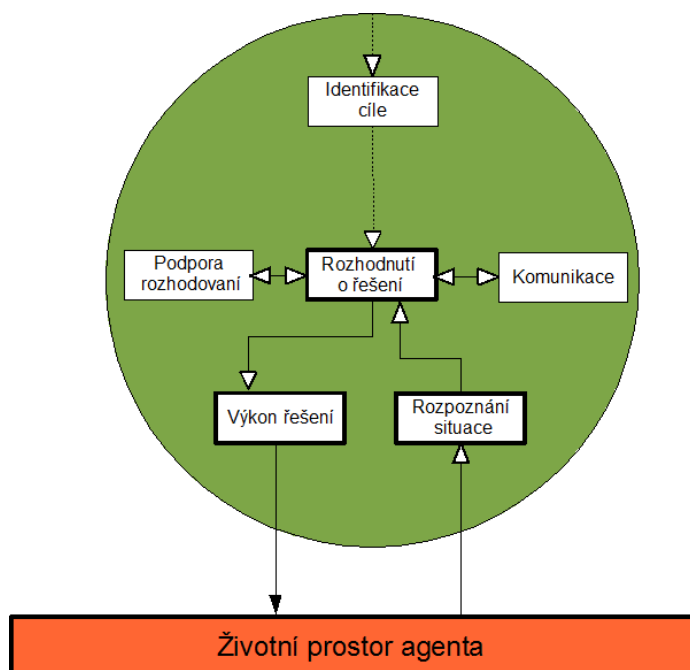 Identifikace
cíle
Podpora
rozhodovaní
Rozhodnutí
o řešení
Komunikace
Výkon řešení
Rozpoznání
situace
Životní prostor agenta